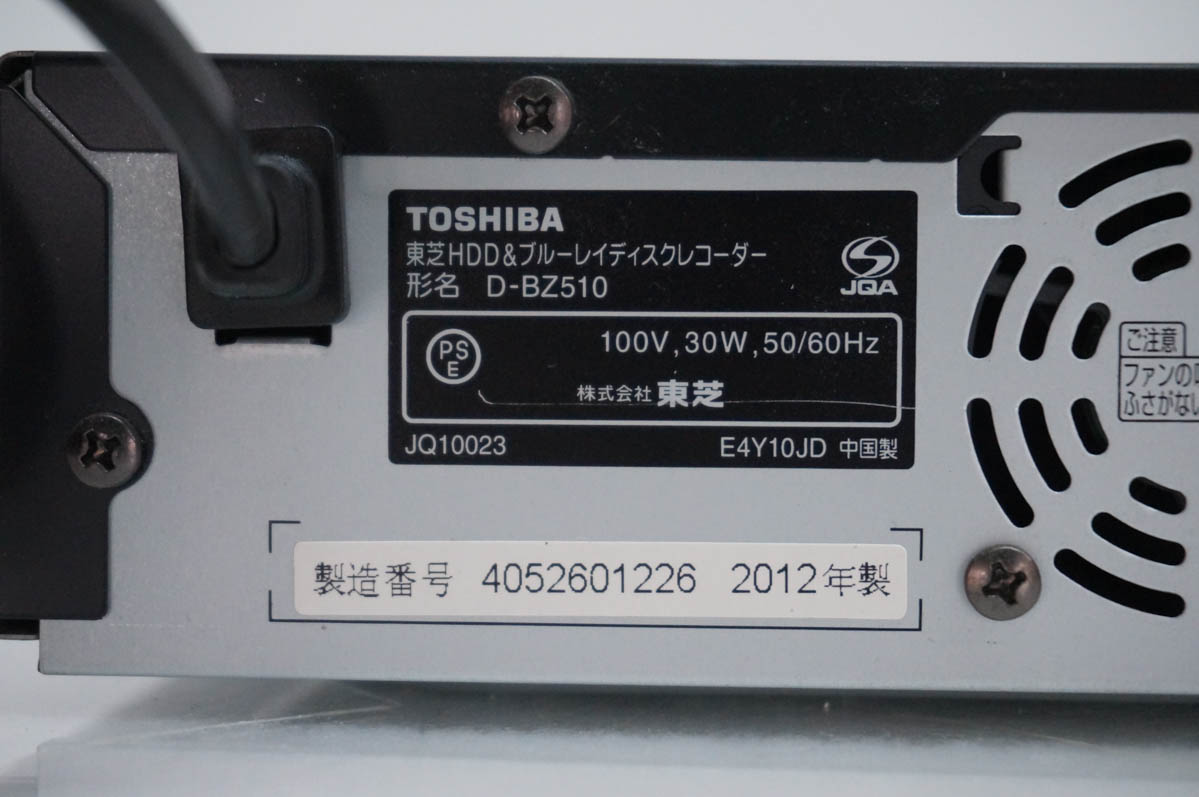 TOSHIBA
東芝HDD&ブルーレイディスクレコーダー
形名 D-BZ510
JQA
PS
E
100V,30W,50/60Hz
株式会社 東芝
JQ10023
E4Y10JD 中国製
製造番号 4052601226 2012年製
ご注意
ファンの
ふさがない